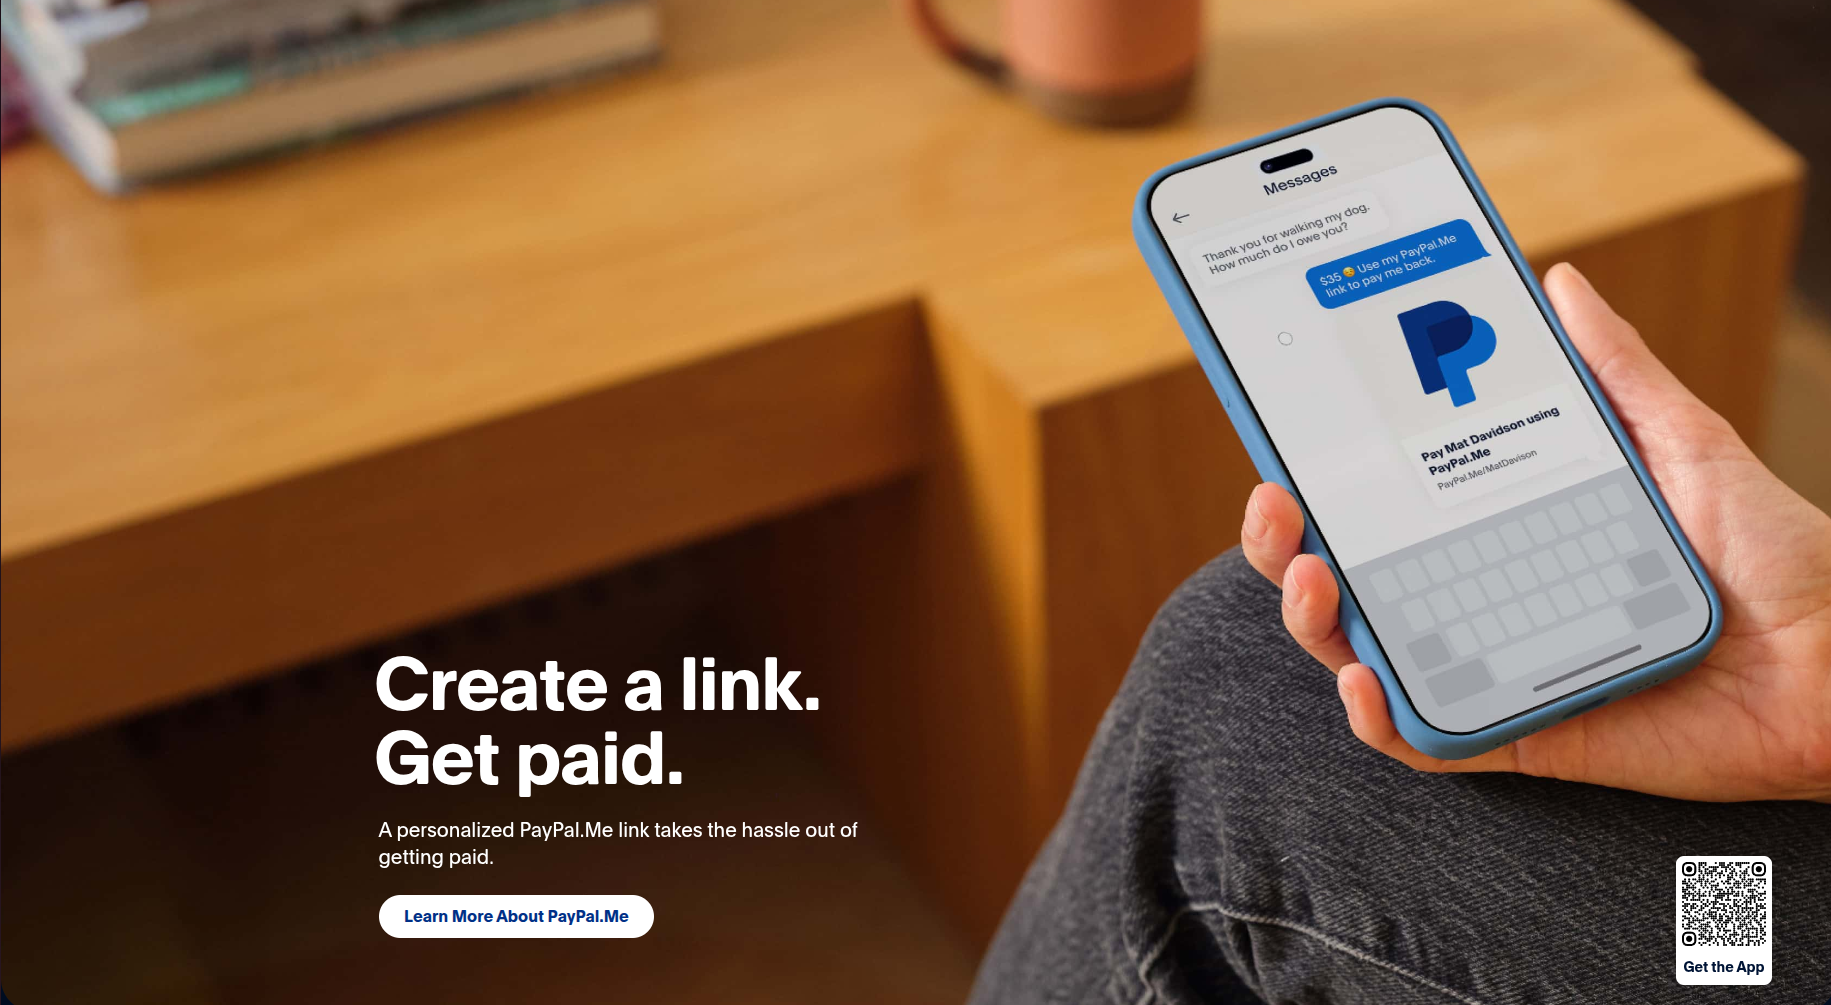 Messages
Thank you for walking my dog.
How much do I owe you?
$35 😊 Use my PayPal.Me
link to pay me back.
Pay Mat Davidson using
PayPal.Me
PayPal.Me/MatDavison
Create a link.
Get paid.
A personalized PayPal.Me link takes the hassle out of
getting paid.
Learn More About PayPal.Me
Get the App